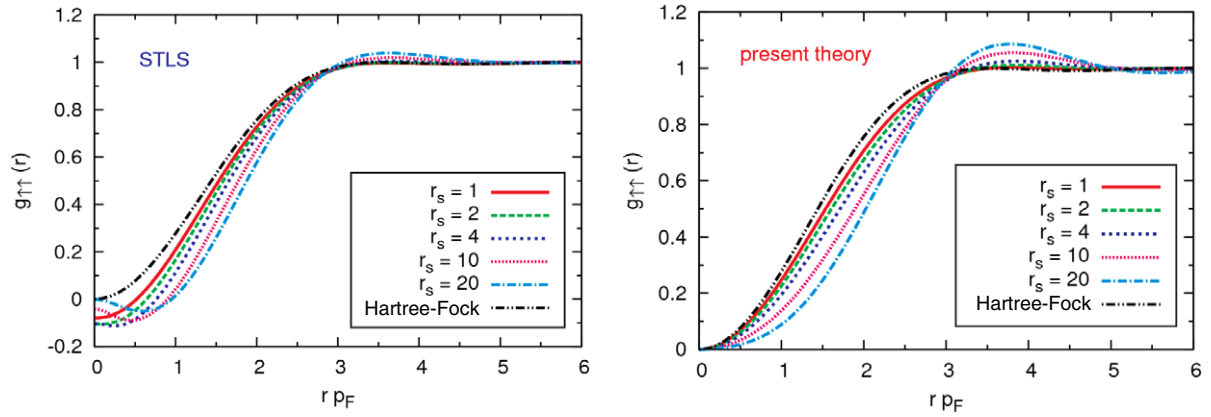 1.2
1
0.8
0.6
0.4
0.2
0
-0.2
g↑↑ (r)
STLS
r_s = 1
r_s = 2
r_s = 4
r_s = 10
r_s = 20
Hartree-Fock
0 1 2 3 4 5 6
r p_F
1.2
1
0.8
0.6
0.4
0.2
0
g↑↑ (r)
present theory
r_s = 1
r_s = 2
r_s = 4
r_s = 10
r_s = 20
Hartree-Fock
0 1 2 3 4 5 6
r p_F